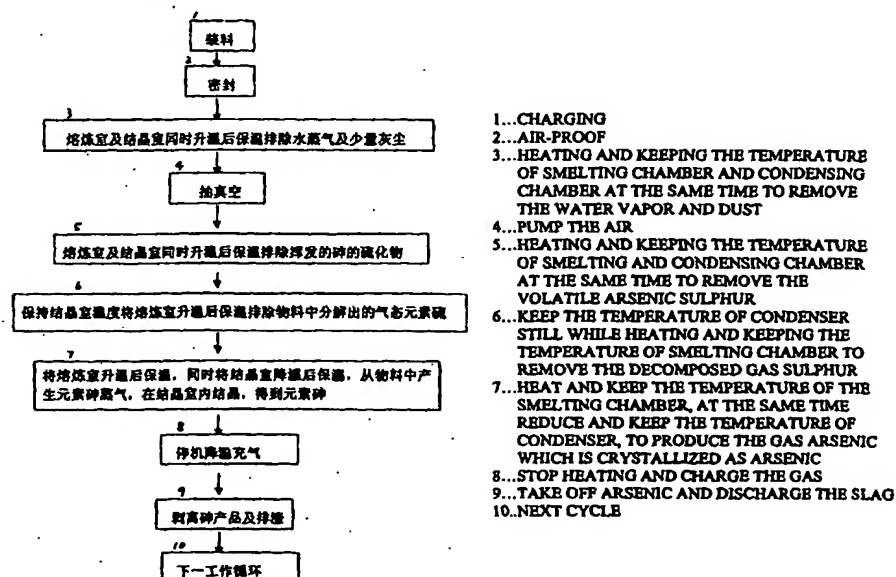 1
装料
2
密封
3
熔炼室及结晶室同时升温后保温排除水蒸气及少量灰尘
4
抽真空
5
熔炼室及结晶室同时升温后保温排除挥发的砷的硫化物
6
保持结晶室温度将熔炼室升温后保温排除物料中分解出的气态元素硫
7
将熔炼室升温后保温,同时将结晶室降温后保温,从物料中产
生元素砷蒸气,在结晶室内结晶,得到元素砷
8
停机降温充气
9
剥离砷产品及排渣
10
下一工作循环
1...CHARGING
2...AIR-PROOF
3...HEATING AND KEEPING THE TEMPERATURE
OF SMELTING CHAMBER AND CONDENSING
CHAMBER AT THE SAME TIME TO REMOVE
THE WATER VAPOR AND DUST
4...PUMP THE AIR
5...HEATING AND KEEPING THE TEMPERATURE
OF SMELTING AND CONDENSING CHAMBER
AT THE SAME TIME TO REMOVE THE
VOLATILE ARSENIC SULPHUR
6...KEEP THE TEMPERATURE OF CONDENSER
STILL WHILE HEATING AND KEEPING THE
TEMPERATURE OF SMELTING CHAMBER TO
REMOVE THE DECOMPOSED GAS SULPHUR
7...HEAT AND KEEP THE TEMPERATURE OF THE
SMELTING CHAMBER, AT THE SAME TIME
REDUCE AND KEEP THE TEMPERATURE OF
CONDENSER, TO PRODUCE THE GAS ARSENIC
WHICH IS CRYSTALLIZED AS ARSENIC
8...STOP HEATING AND CHARGE THE GAS
9...TAKE OFF ARSENIC AND DISCHARGE THE SLAG
10..NEXT CYCLE